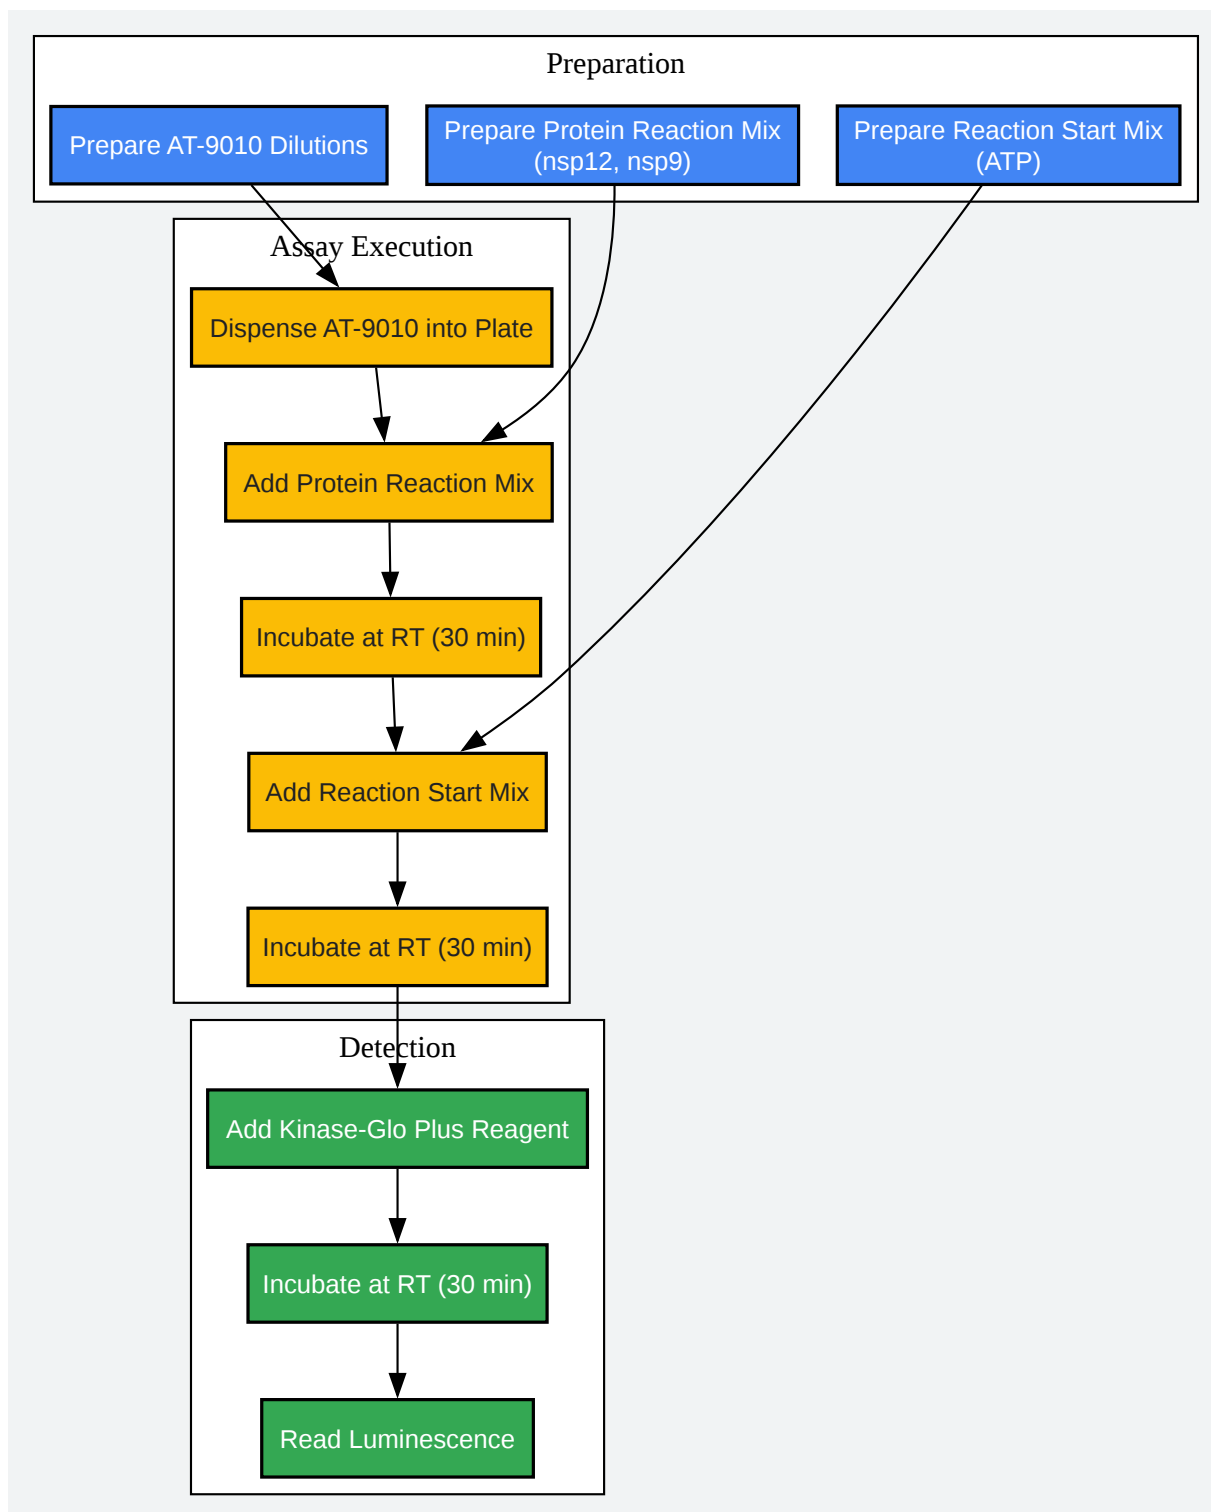 Preparation
Prepare AT-9010 Dilutions
Prepare Protein Reaction Mix
(nsp12, nsp9)
Prepare Reaction Start Mix
(ATP)
Assay Execution
Dispense AT-9010 into Plate
Add Protein Reaction Mix
Incubate at RT (30 min)
Add Reaction Start Mix
Incubate at RT (30 min)
Detection
Add Kinase-Glo Plus Reagent
Incubate at RT (30 min)
Read Luminescence